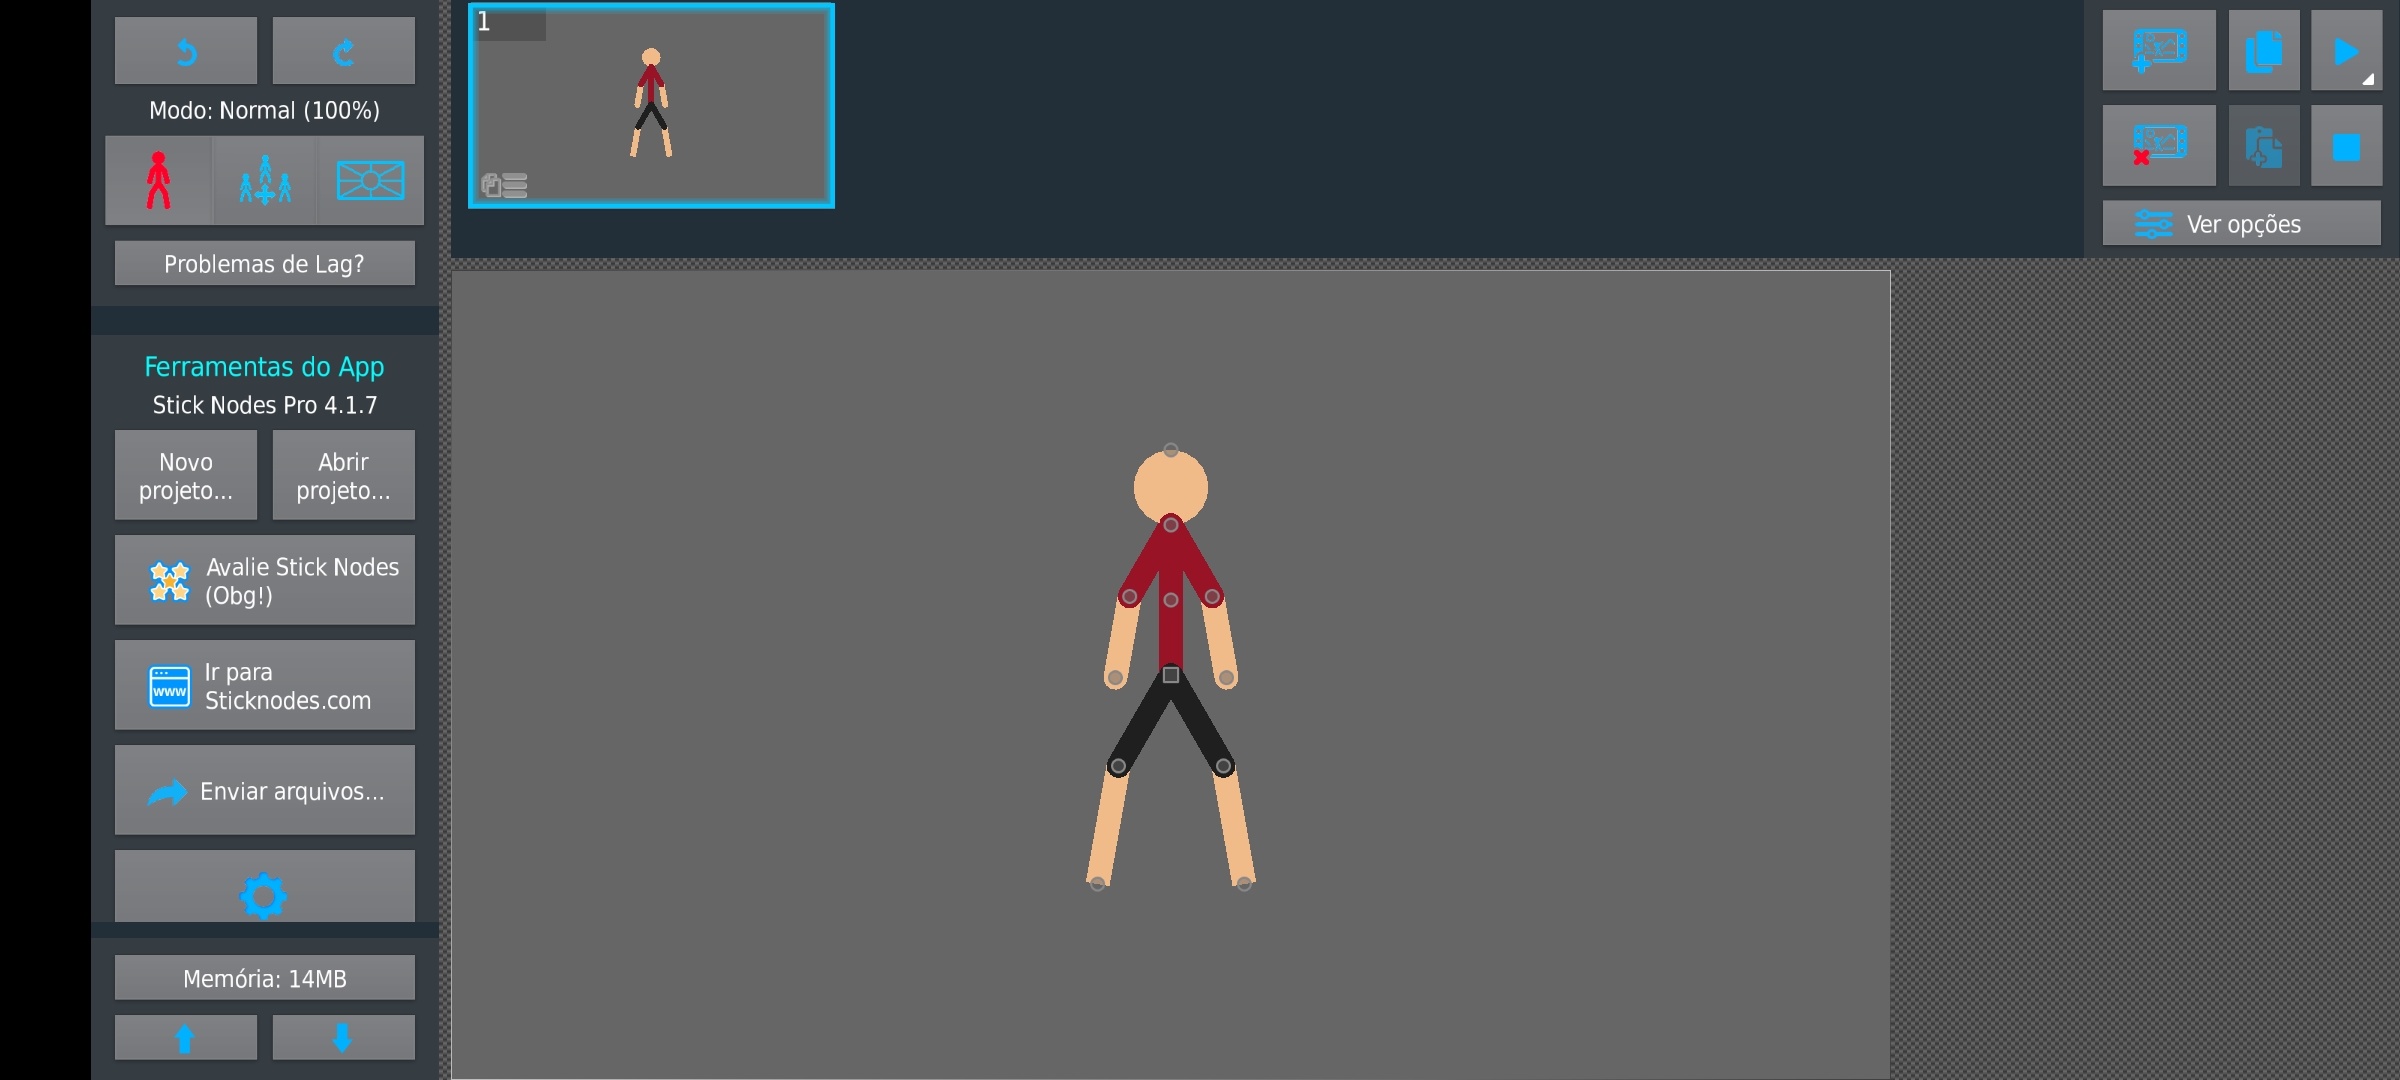 1
Modo: Normal (100%)
Problemas de Lag?
Ver opções
Ferramentas do App
Stick Nodes Pro 4.1.7
Novo
projeto...
Abrir
projeto...
Avalie Stick Nodes
(Obg!)
www
Ir para
Sticknodes.com
Enviar arquivos...
Memória: 14MB